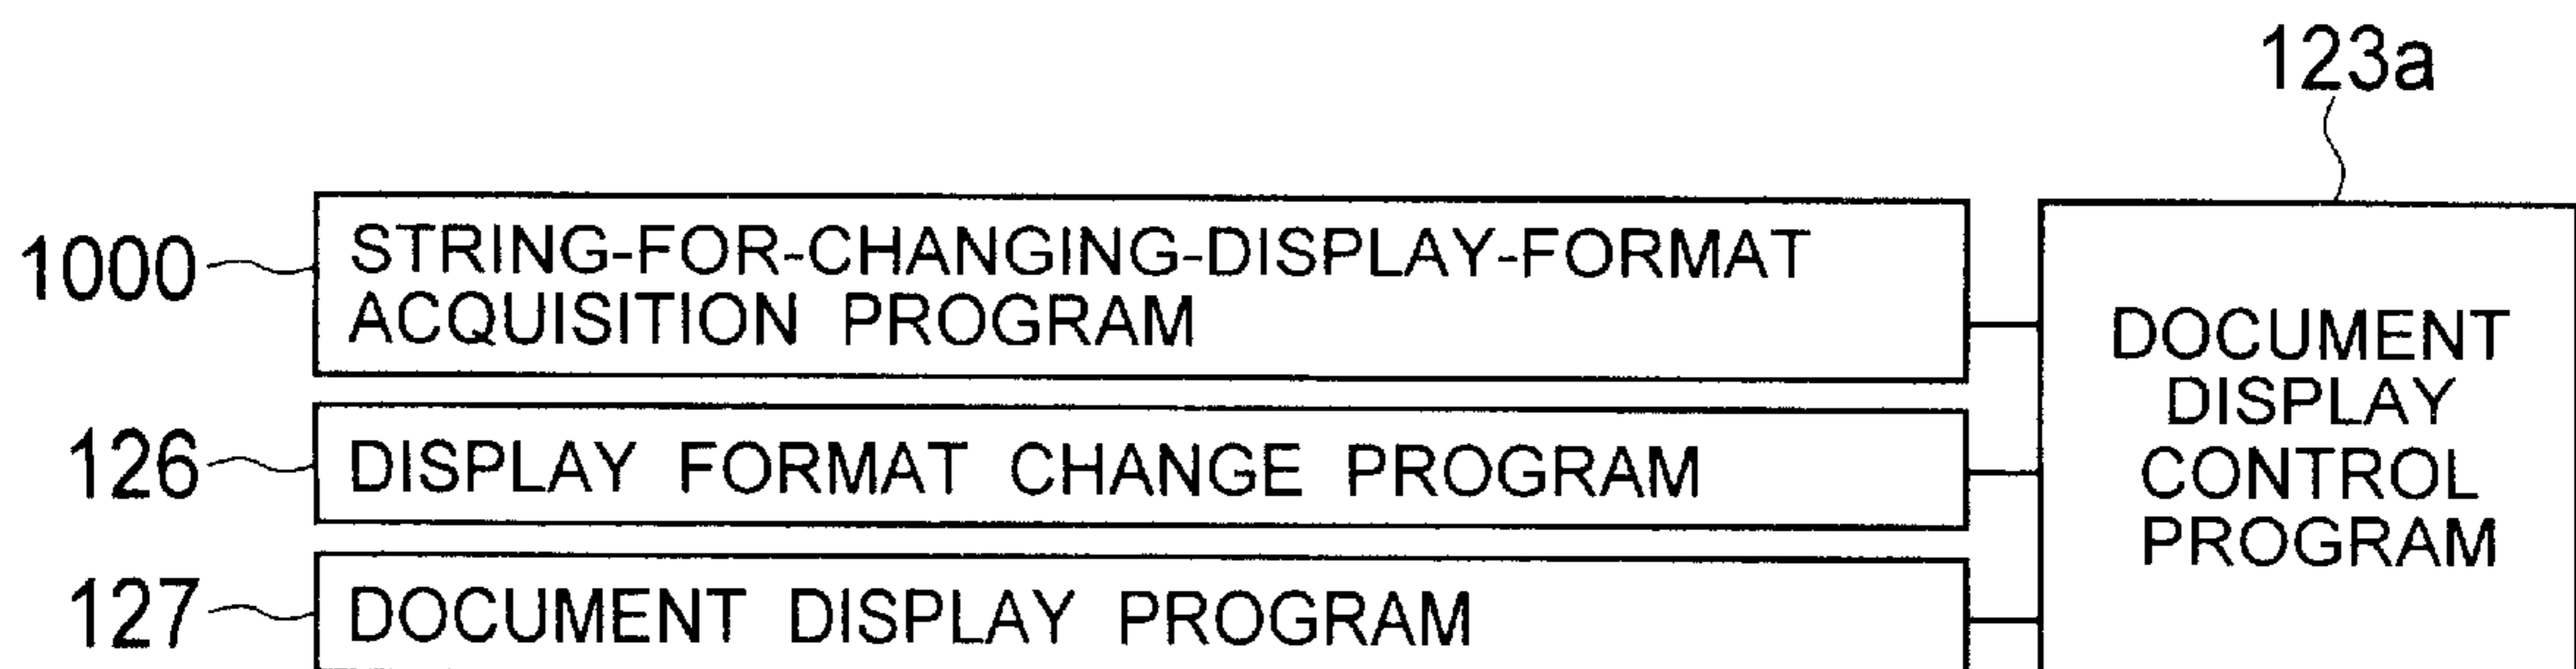 123a
1000
STRING-FOR-CHANGING-DISPLAY-FORMAT
ACQUISITION PROGRAM
126
DISPLAY FORMAT CHANGE PROGRAM
127
DOCUMENT DISPLAY PROGRAM
DOCUMENT
DISPLAY
CONTROL
PROGRAM